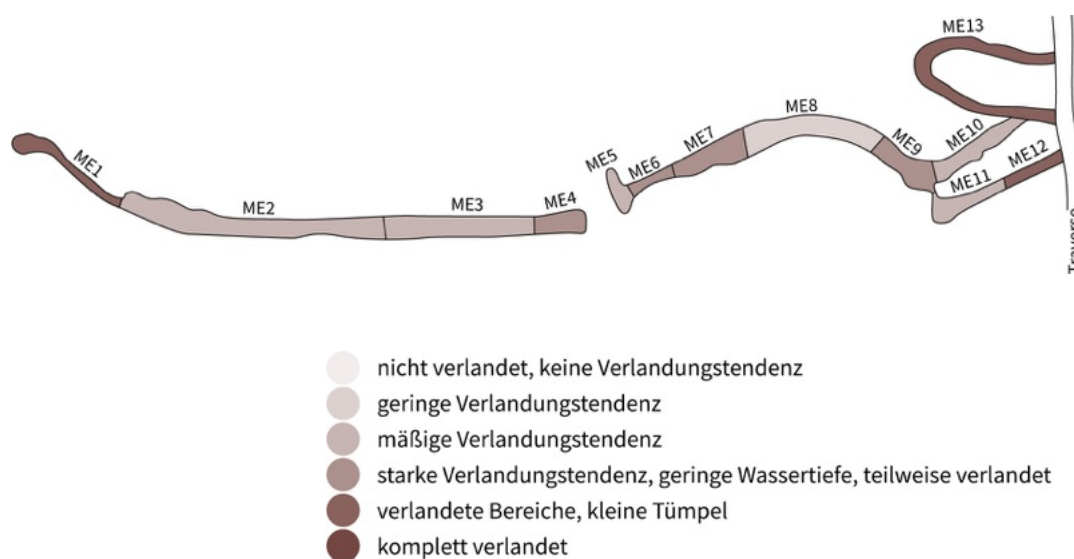 ME13
ME8
ME10
ME7
ME9
ME12
ME5
ME6
ME1
ME11
ME2
ME3
ME4
Traverse
nicht verlandet, keine Verlandungstendenz
geringe Verlandungstendenz
mäßige Verlandungstendenz
starke Verlandungstendenz, geringe Wassertiefe, teilweise verlandet
verlandete Bereiche, kleine Tümpel
komplett verlandet